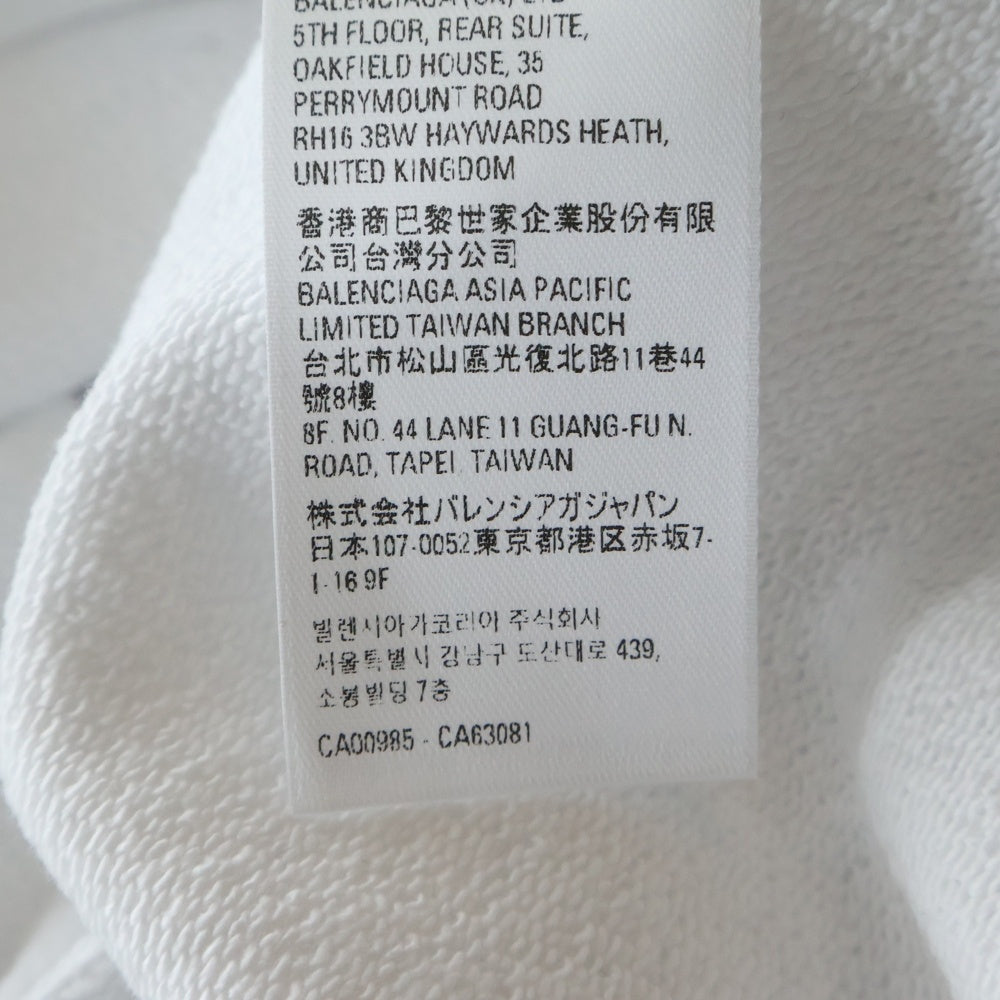 BALENCIAGA (UK) LTD
5TH FLOOR, REAR SUITE,
OAKFIELD HOUSE, 35
PERRYMOUNT ROAD
RH16 3BW HAYWARDS HEATH,
UNITED KINGDOM
香港商巴黎世家企業股份有限
公司台灣分公司
BALENCIAGA ASIA PACIFIC
LIMITED TAIWAN BRANCH
台北市松山區光復北路11巷44
號8樓
8F. NO. 44 LANE 11 GUANG-FU N.
ROAD, TAPEI, TAIWAN
株式会社バレンシアガジャパン
日本107-0052東京都港区赤坂7-
1-16 9F
발렌시아가코리아 주식회사
서울특별시 강남구 도산대로 439,
소봉빌딩 7층
CA00985 - CA63081